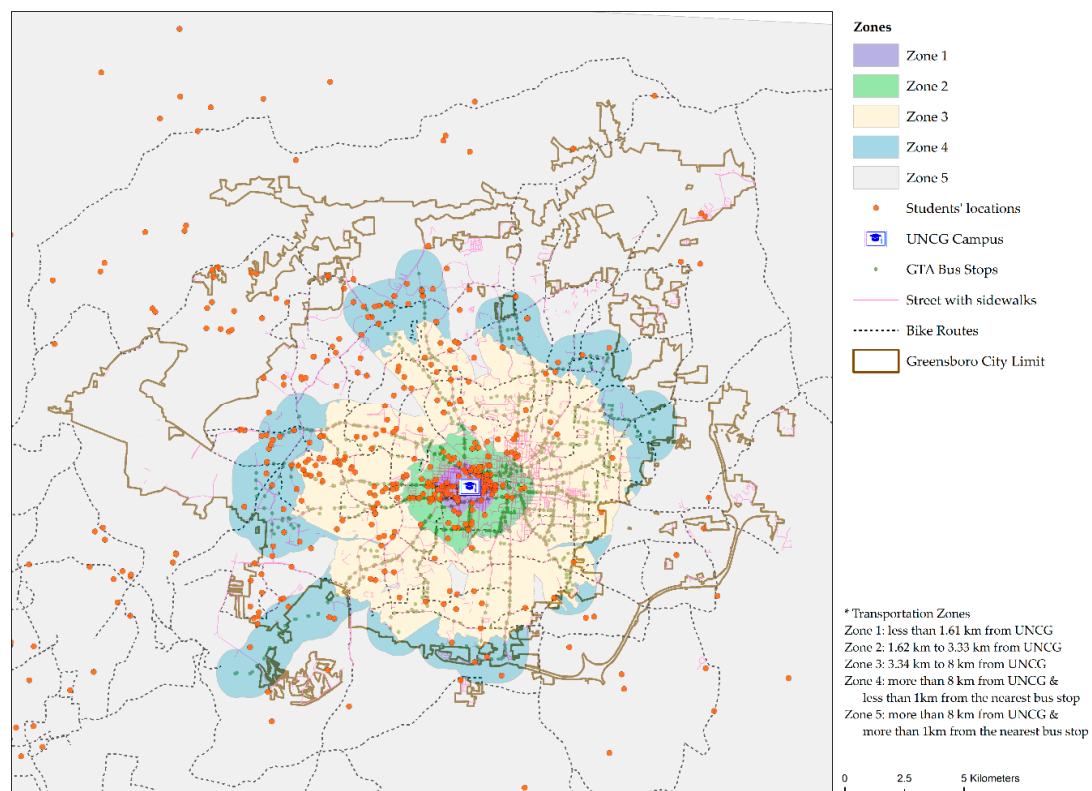 Zones
Zone 1
Zone 2
Zone 3
Zone 4
Zone 5
Students' locations
UNCG Campus
GTA Bus Stops
Street with sidewalks
Bike Routes
Greensboro City Limit
* Transportation Zones
Zone 1: less than 1.61 km from UNCG
Zone 2: 1.62 km to 3.33 km from UNCG
Zone 3: 3.34 km to 8 km from UNCG
Zone 4: more than 8 km from UNCG &
less than 1km from the nearest bus stop
Zone 5: more than 8 km from UNCG &
more than 1km from the nearest bus stop
0 2.5 5 Kilometers